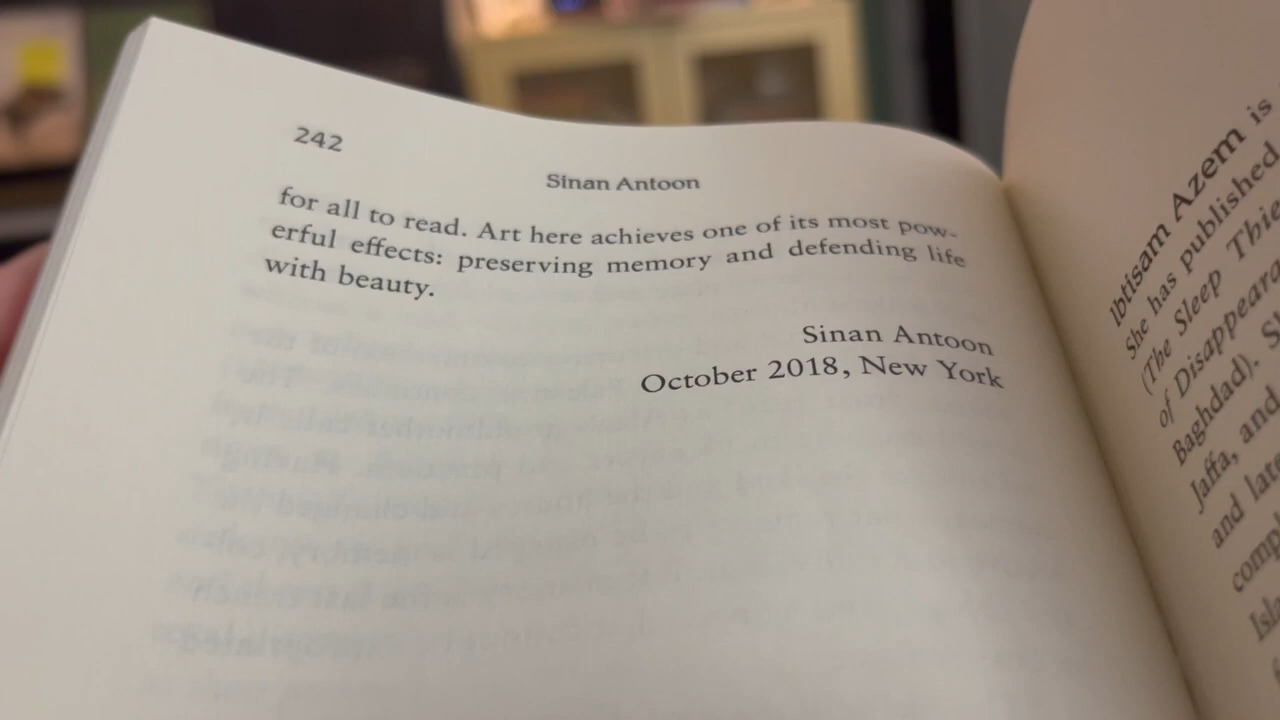 242
Sinan Antoon
for all to read. Art here achieves one of its most pow-
erful effects: preserving memory and defending life
with beauty.
Sinan Antoon
October 2018, New York
Ibtisam Azem is
She has published
(The Sleep Thie
of Disappeara
Baghdad). S
Jaffa, and
and late
comp
Isl